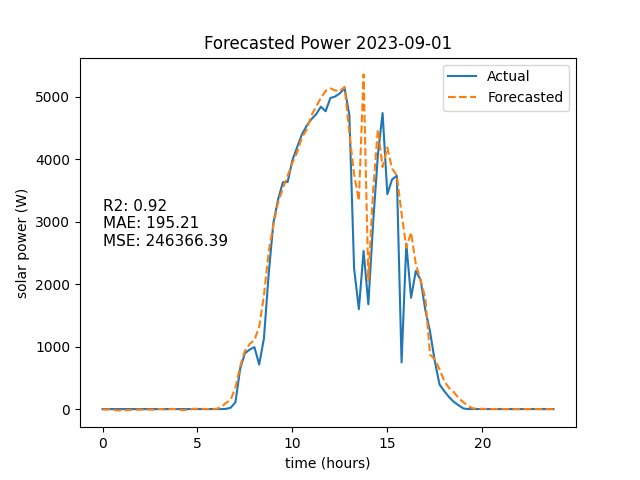 Forecasted Power 2023-09-01
Actual
Forecasted
R2: 0.92
MAE: 195.21
MSE: 246366.39
solar power (W)
5000
4000
3000
2000
1000
0
0 5 10 15 20
time (hours)